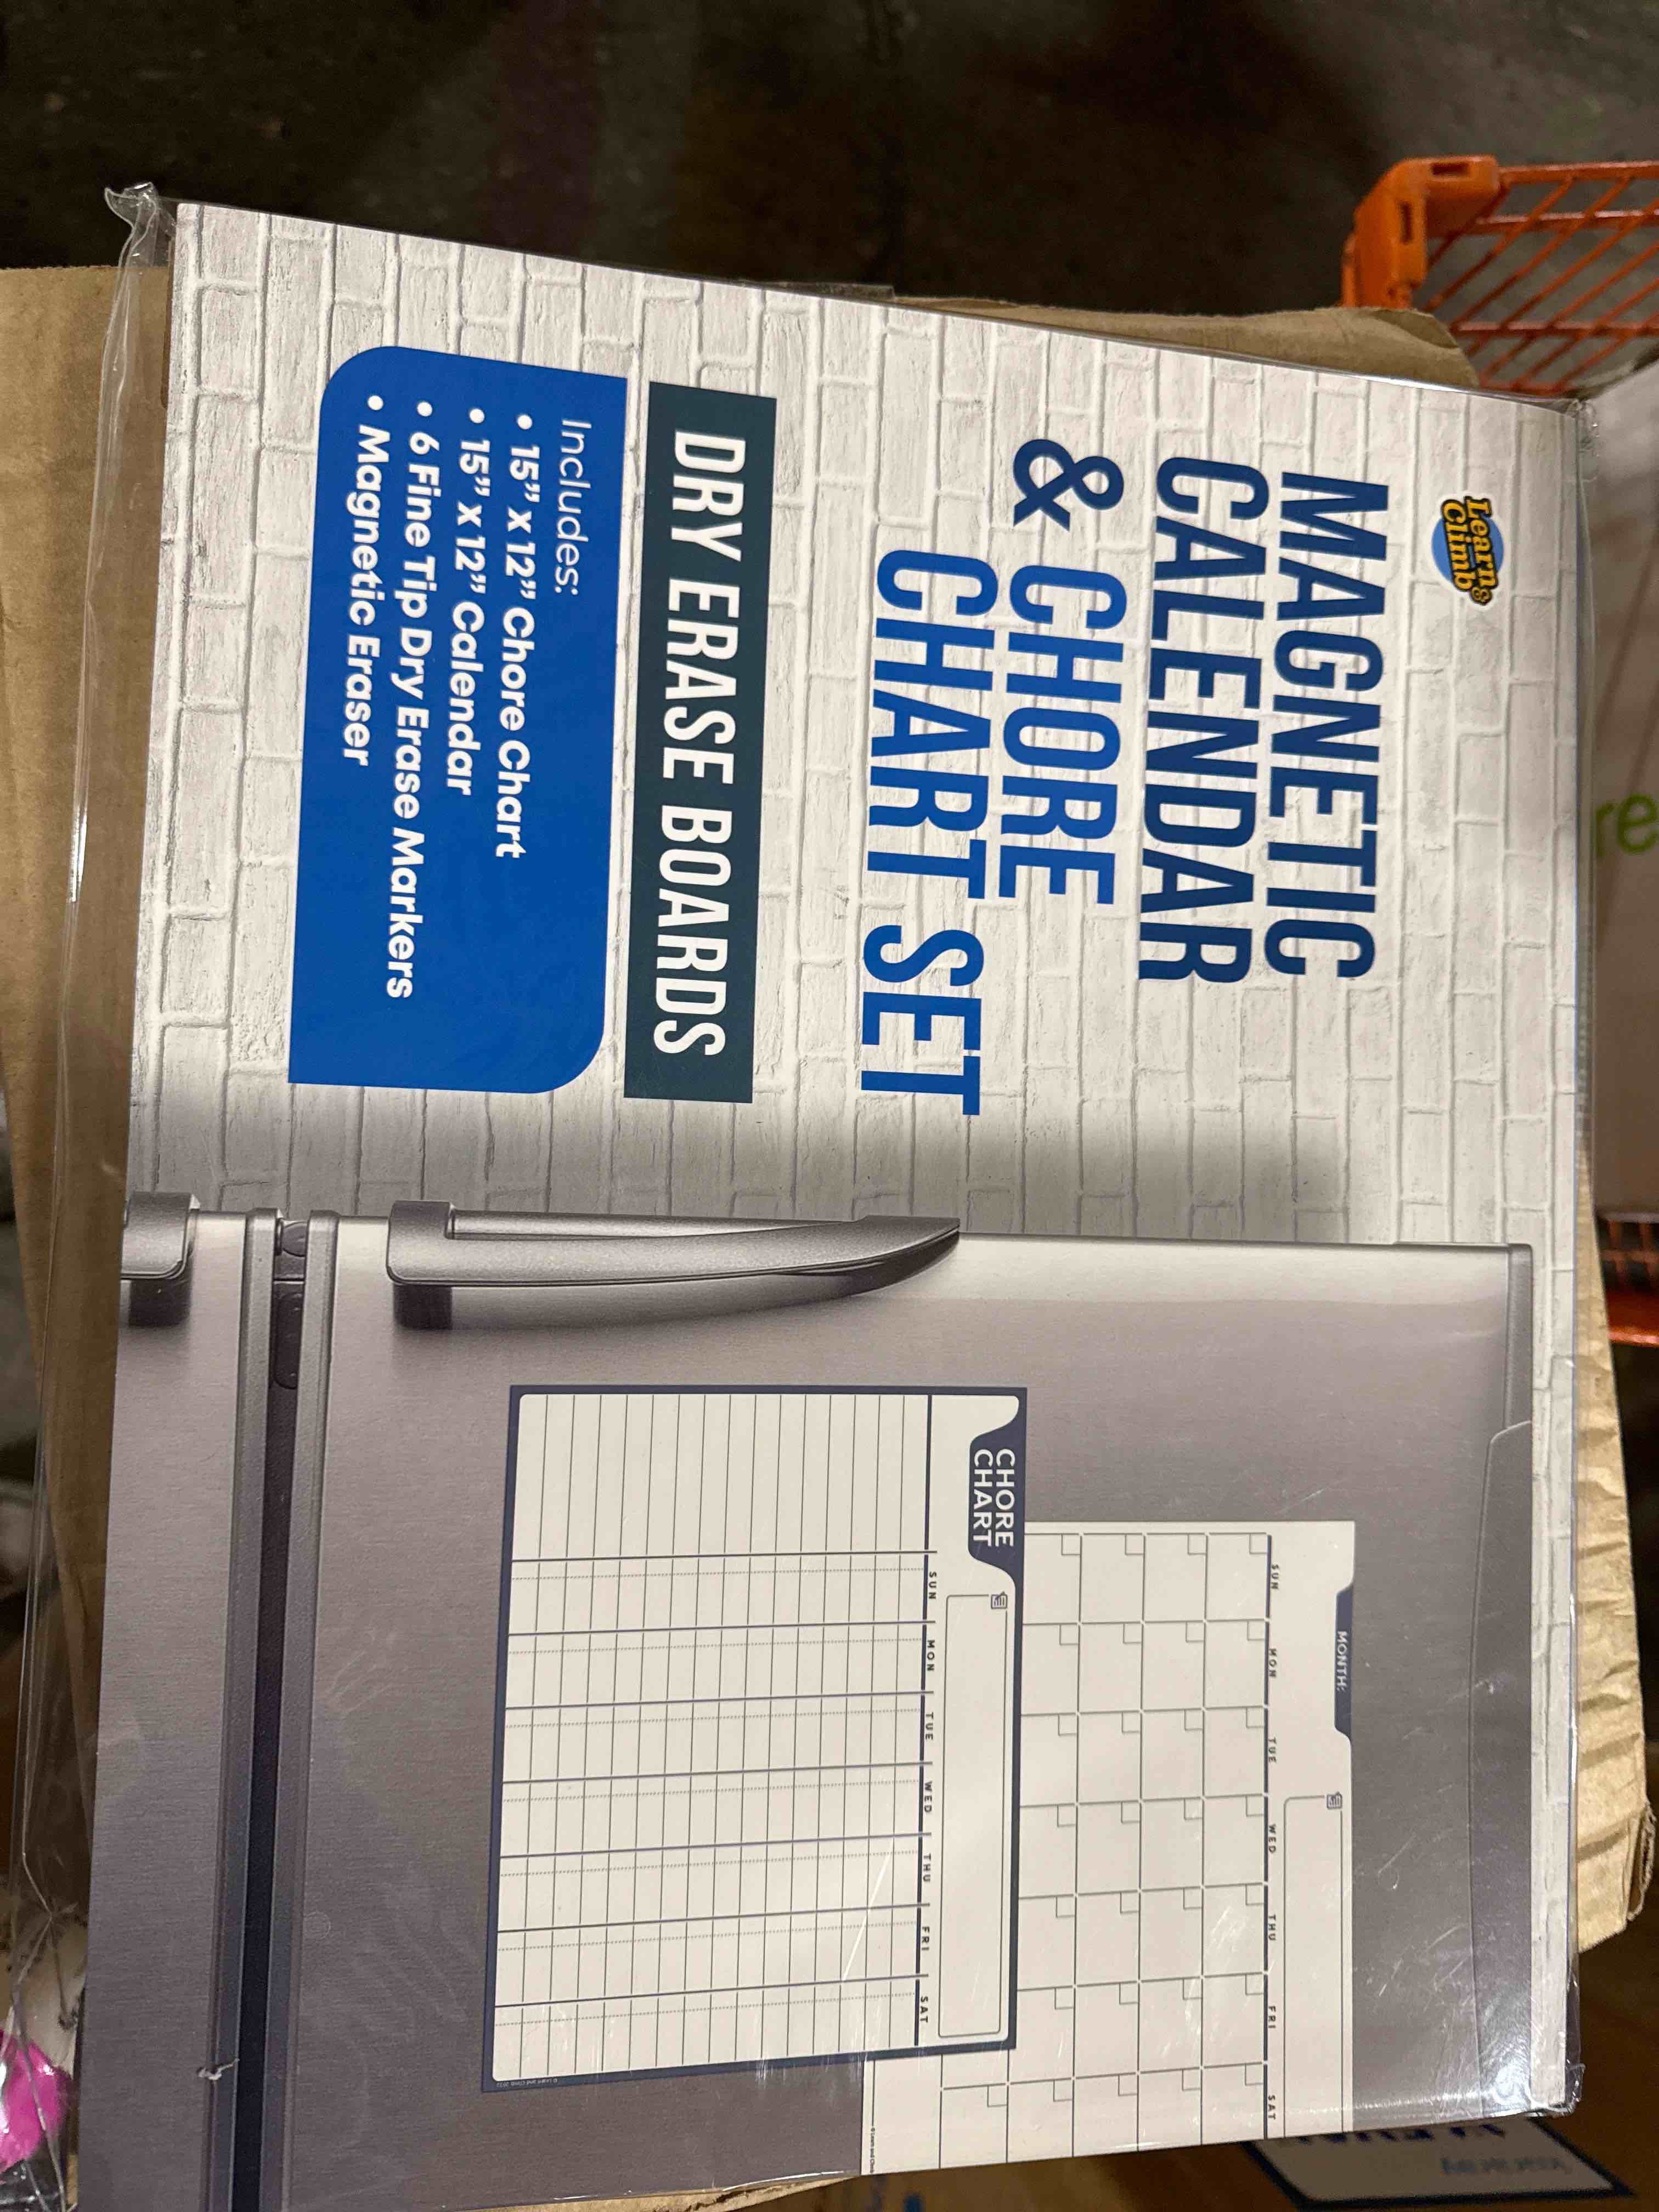 Learn &
Climb
MAGNETIC
CALENDAR
& CHORE
CHART SET
DRY ERASE BOARDS
Includes:
• 15” x 12” Chore Chart
• 15” x 12” Calendar
• 6 Fine Tip Dry Erase Markers
• Magnetic Eraser
MONTH:
SUN MON TUE WED THU FRI SAT
CHORE
CHART
SUN MON TUE WED THU FRI SAT
re